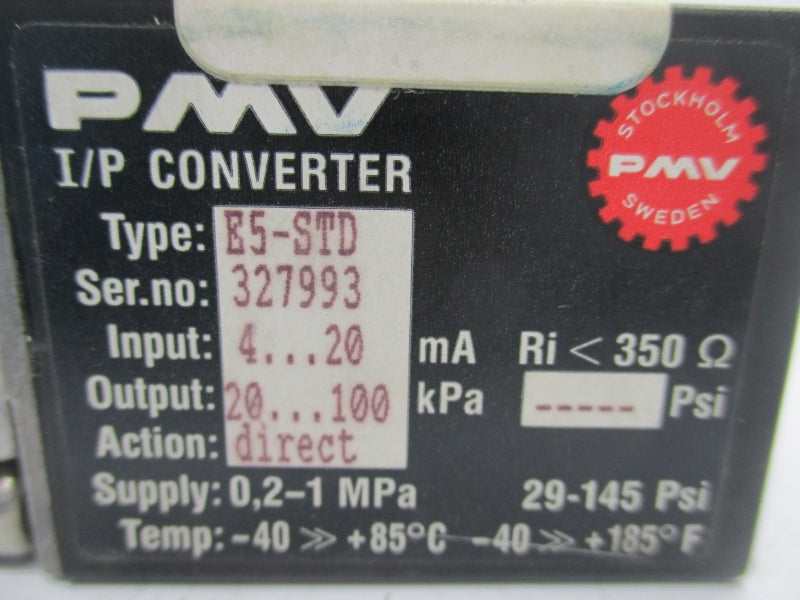 PMV
STOCKHOLM
PMV
SWEDEN
I/P CONVERTER
Type: E5-STD
Ser.no: 327993
Input: 4...20 mA Ri < 350 Ω
Output: 20...100 kPa ----- Psi
Action: direct
Supply: 0,2-1 MPa 29-145 Psi
Temp: -40 >> +85°C -40 >> +185°F